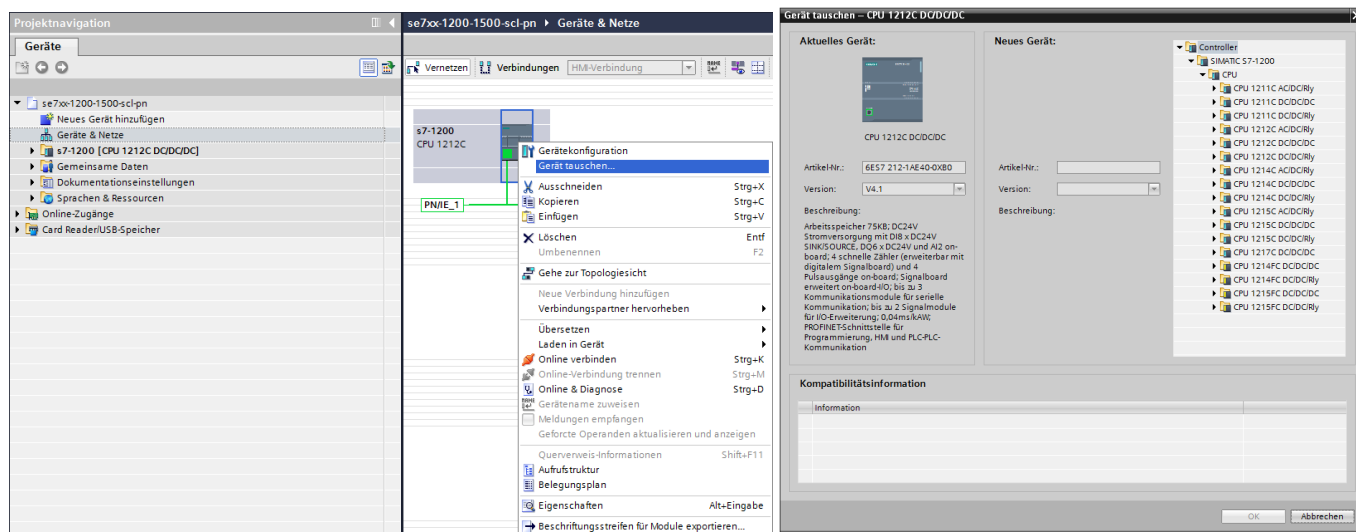 Projektnavigation
Geräte
se7xx-1200-1500-scl-pn
Neues Gerät hinzufügen
Geräte & Netze
s7-1200 [CPU 1212C DC/DC/DC]
Gemeinsame Daten
Dokumentationseinstellungen
Sprachen & Ressourcen
Online-Zugänge
Card Reader/USB-Speicher
se7xx-1200-1500-scl-pn Geräte & Netze
Vernetzen Verbindungen HMI-Verbindung
s7-1200
CPU 1212C
PN/IE_1
Gerätekonfiguration
Gerät tauschen...
Ausschneiden Strg+X
Kopieren Strg+C
Einfügen Strg+V
Löschen Entf
Umbenennen F2
Gehe zur Topologiesicht
Neue Verbindung hinzufügen
Verbindungspartner hervorheben
Übersetzen
Laden in Gerät
Online verbinden Strg+K
Online-Verbindung trennen Strg+M
Online & Diagnose Strg+D
Gerätename zuweisen
Meldungen empfangen
Geforcte Operanden aktualisieren und anzeigen
Querverweis-Informationen Shift+F11
Aufrufstruktur
Belegungsplan
Eigenschaften Alt+Eingabe
Beschriftungsstreifen für Module exportieren...
Gerät tauschen – CPU 1212C DC/DC/DC
Aktuelles Gerät:
CPU 1212C DC/DC/DC
Artikel-Nr.: 6ES7 212-1AE40-0XB0
Version: V4.1
Beschreibung:
Arbeitsspeicher 75KB; DC24V
Stromversorgung mit DI8 x DC24V
SINK/SOURCE, DQ6 x DC24V und AI2 on-
board; 4 schnelle Zähler (erweiterbar mit
digitalem Signalboard) und 4
Pulsausgänge on-board; Signalboard
erweitert on-board-I/O; bis zu 3
Kommunikationsmodule für serielle
Kommunikation; bis zu 2 Signalmodule
für I/O-Erweiterung; 0,04ms/kAW;
PROFINET-Schnittstelle für
Programmierung, HMI und PLC-PLC-
Kommunikation
Neues Gerät:
Artikel-Nr.:
Version:
Beschreibung:
Controller
SIMATIC S7-1200
CPU
CPU 1211C AC/DC/Rly
CPU 1211C DC/DC/DC
CPU 1211C DC/DC/Rly
CPU 1212C AC/DC/Rly
CPU 1212C DC/DC/DC
CPU 1212C DC/DC/Rly
CPU 1214C AC/DC/Rly
CPU 1214C DC/DC/DC
CPU 1214C DC/DC/Rly
CPU 1215C AC/DC/Rly
CPU 1215C DC/DC/DC
CPU 1215C DC/DC/Rly
CPU 1217C DC/DC/DC
CPU 1214FC DC/DC/DC
CPU 1214FC DC/DC/Rly
CPU 1215FC DC/DC/DC
CPU 1215FC DC/DC/Rly
Kompatibilitätsinformation
Information
OK Abbrechen